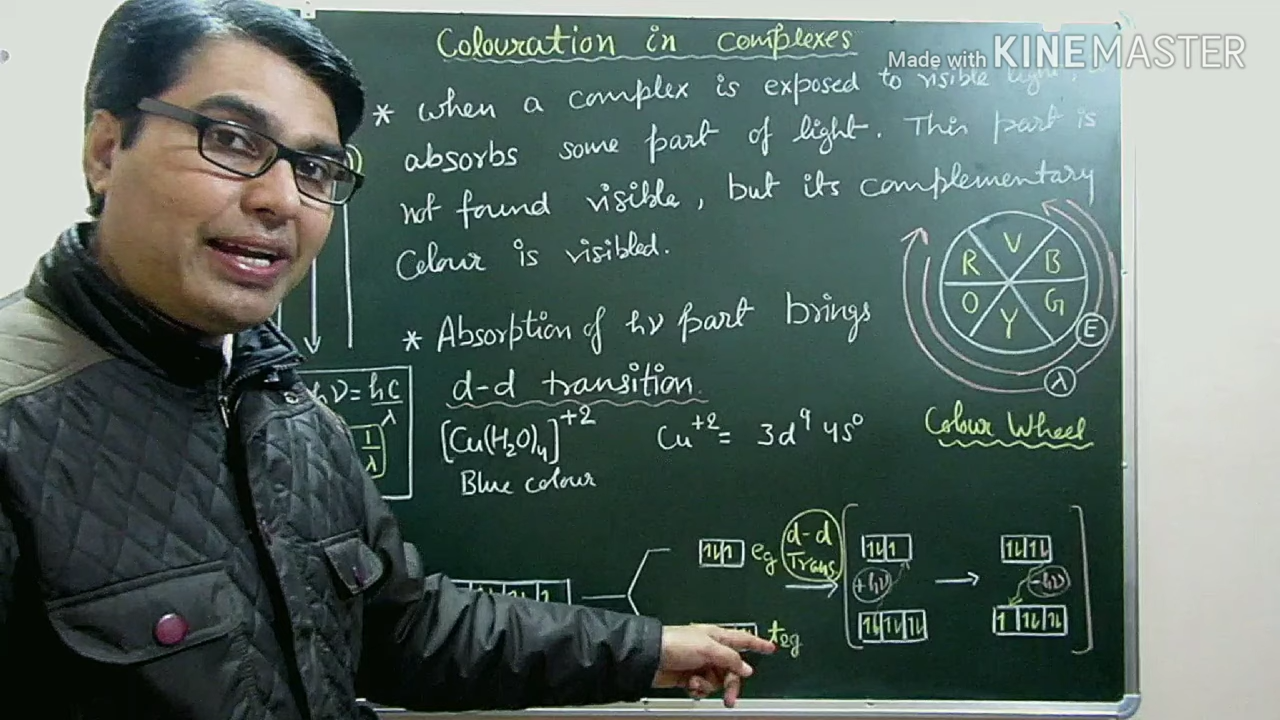 Colouration in complexes
Made with KINEMASTER
* when a complex is exposed to visible light,
absorbs some part of light. This part is
not found visible, but its complementary
Colour is visibled.
V
R B
O G
Y
E
λ
Colour Wheel
* Absorption of hν part brings
d-d transition
hν = hc/λ
1/λ
[Cu(H₂O)₄]⁺²
Cu⁺² = 3d⁹ 4s⁰
Blue colour
eg
d-d
Trans
+hν
-hν
t₂g